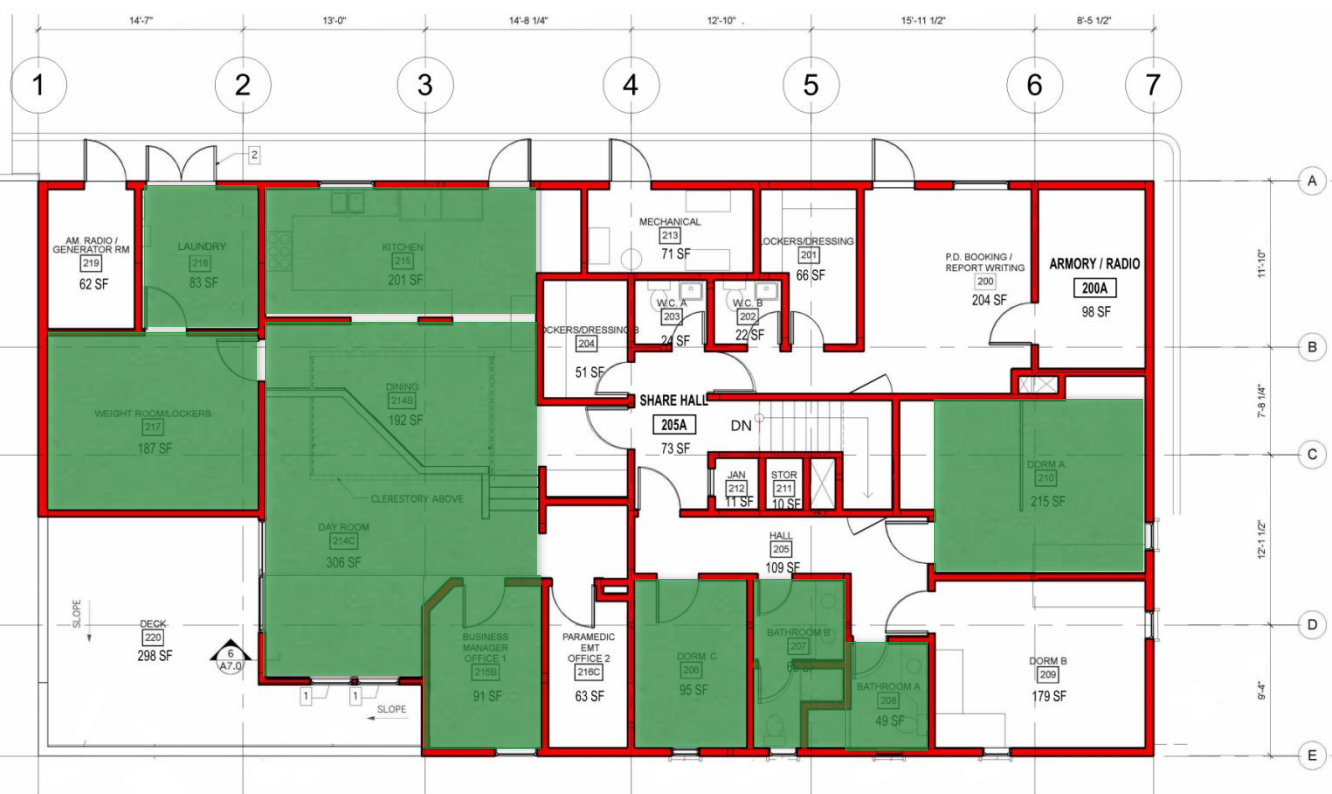 14'-7"
13'-0"
14'-8 1/4"
12'-10"
15'-11 1/2"
8'-5 1/2"
1
2
3
4
5
6
7
2
A
AM. RADIO /
GENERATOR RM
219
62 SF
LAUNDRY
218
83 SF
KITCHEN
215
201 SF
MECHANICAL
213
71 SF
LOCKERS/DRESSING
201
66 SF
P.D. BOOKING /
REPORT WRITING
200
204 SF
ARMORY / RADIO
200A
98 SF
11'-10"
W.C. A
203
24 SF
W.C. B
202
22 SF
LOCKERS/DRESSING B
204
51 SF
B
DINING
214B
192 SF
SHARE HALL
205A
73 SF
DN
7'-8 1/4"
WEIGHT ROOM/LOCKERS
217
187 SF
CLERESTORY ABOVE
C
JAN
212
11 SF
STOR
211
10 SF
DORM A
210
215 SF
DAY ROOM
214C
306 SF
HALL
205
109 SF
12'-1 1/2"
SLOPE
DECK
220
298 SF
6
A7.0
D
BUSINESS
MANAGER
OFFICE 1
216B
91 SF
PARAMEDIC
EMT
OFFICE 2
216C
63 SF
DORM C
206
95 SF
BATHROOM B
207
SF
BATHROOM A
208
49 SF
DORM B
209
179 SF
9'-4"
1
1
SLOPE
E